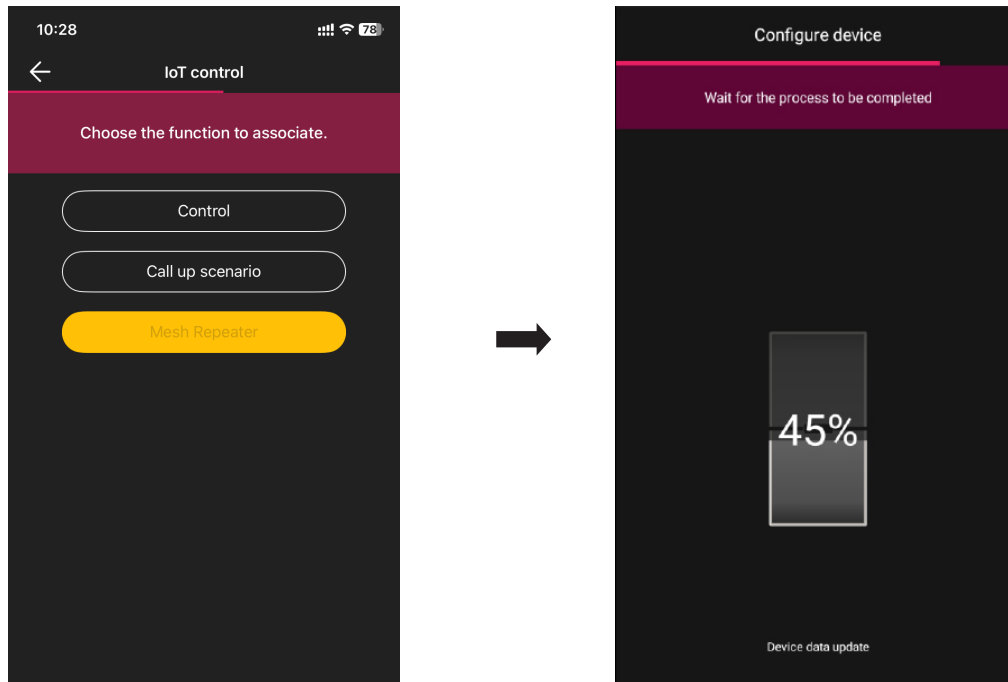 10:28
78
IoT control
Choose the function to associate.
Control
Call up scenario
Mesh Repeater
Configure device
Wait for the process to be completed
45%
Device data update